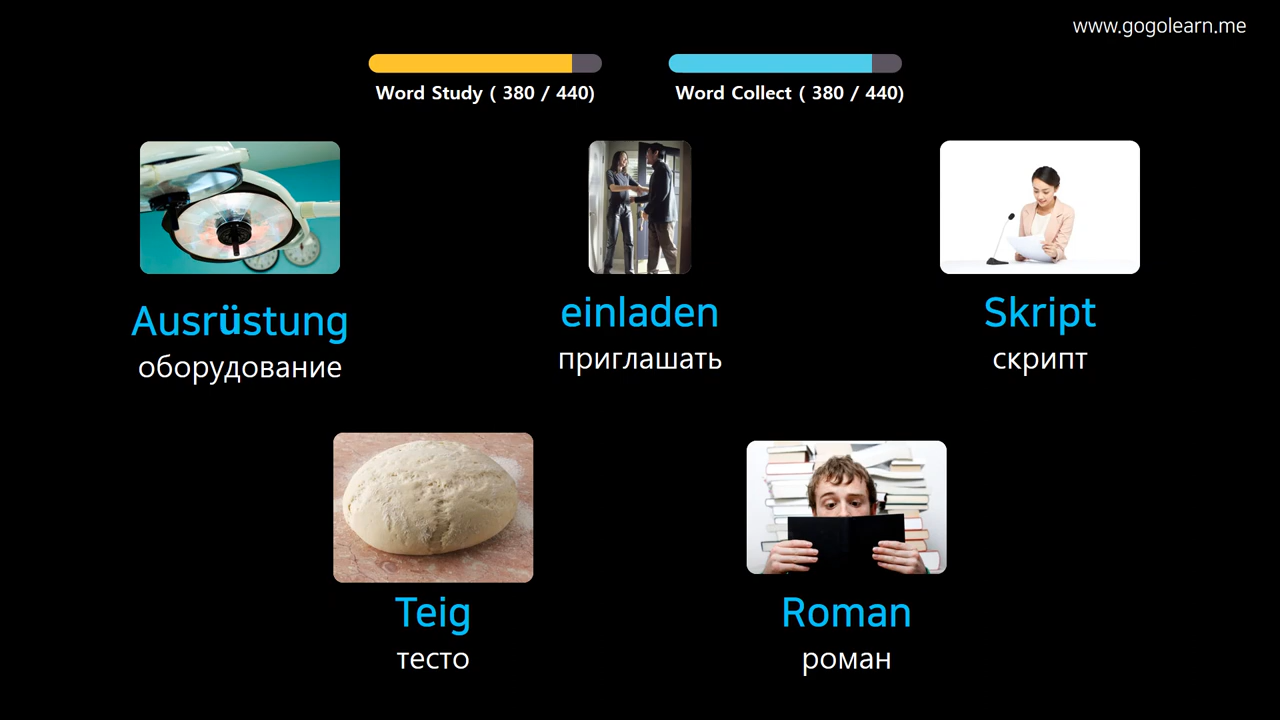 www.gogolearn.me
Word Study ( 380 / 440)
Word Collect ( 380 / 440)
Ausrüstung
оборудование
einladen
приглашать
Skript
скрипт
Teig
тесто
Roman
роман